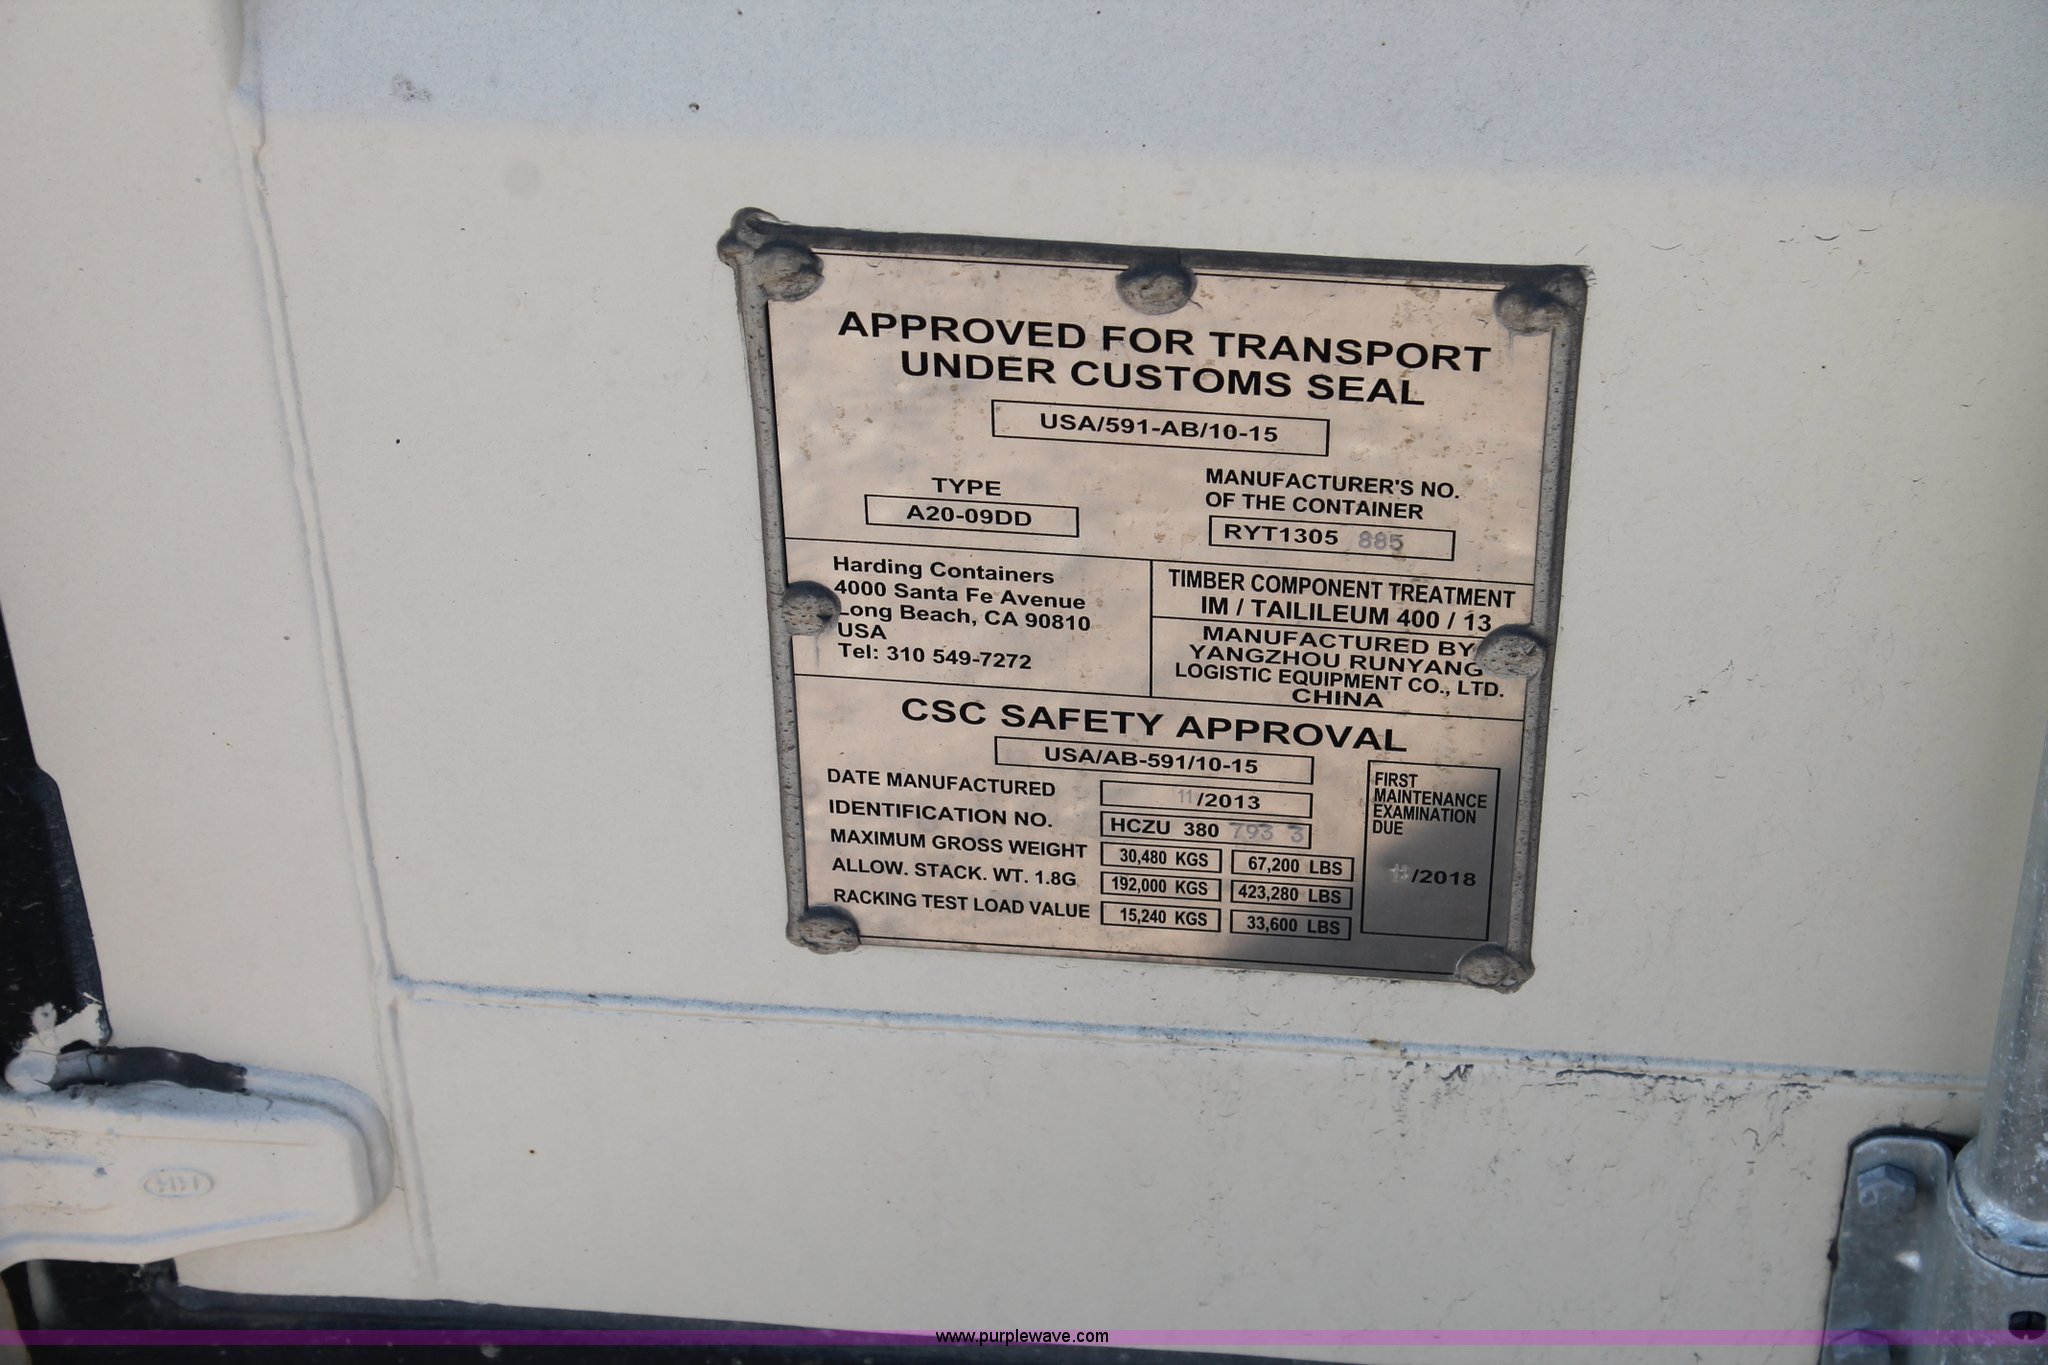 APPROVED FOR TRANSPORT
UNDER CUSTOMS SEAL
USA/591-AB/10-15
TYPE
A20-09DD
MANUFACTURER'S NO.
OF THE CONTAINER
RYT1305 885
Harding Containers
4000 Santa Fe Avenue
Long Beach, CA 90810
USA
Tel: 310 549-7272
TIMBER COMPONENT TREATMENT
IM / TAILILEUM 400 / 13
MANUFACTURED BY
YANGZHOU RUNYANG
LOGISTIC EQUIPMENT CO., LTD.
CHINA
CSC SAFETY APPROVAL
USA/AB-591/10-15
DATE MANUFACTURED 11/2013
IDENTIFICATION NO. HCZU 380 793 3
MAXIMUM GROSS WEIGHT 30,480 KGS 67,200 LBS
ALLOW. STACK. WT. 1.8G 192,000 KGS 423,280 LBS
RACKING TEST LOAD VALUE 15,240 KGS 33,600 LBS
FIRST
MAINTENANCE
EXAMINATION
DUE
11/2018
www.purplewave.com